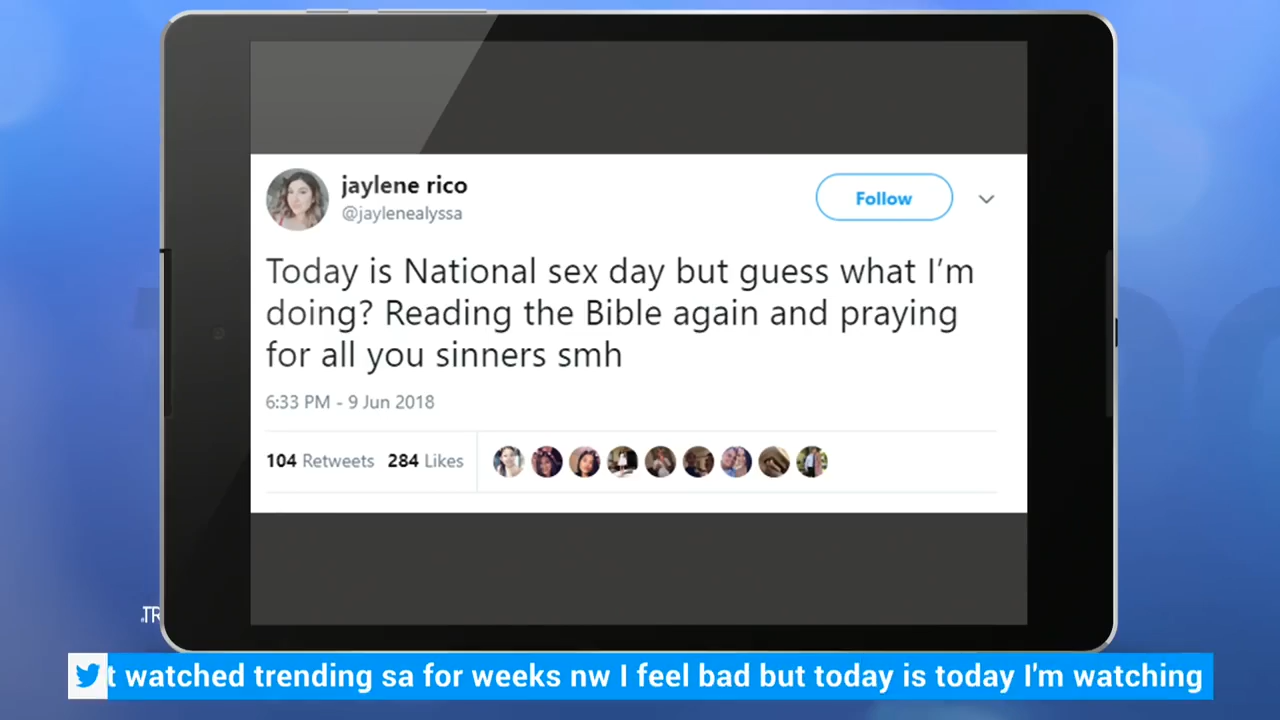 jaylene rico
@jaylenealyssa
Follow
Today is National sex day but guess what I'm
doing? Reading the Bible again and praying
for all you sinners smh
6:33 PM - 9 Jun 2018
104 Retweets 284 Likes
TR
t watched trending sa for weeks nw I feel bad but today is today I'm watching